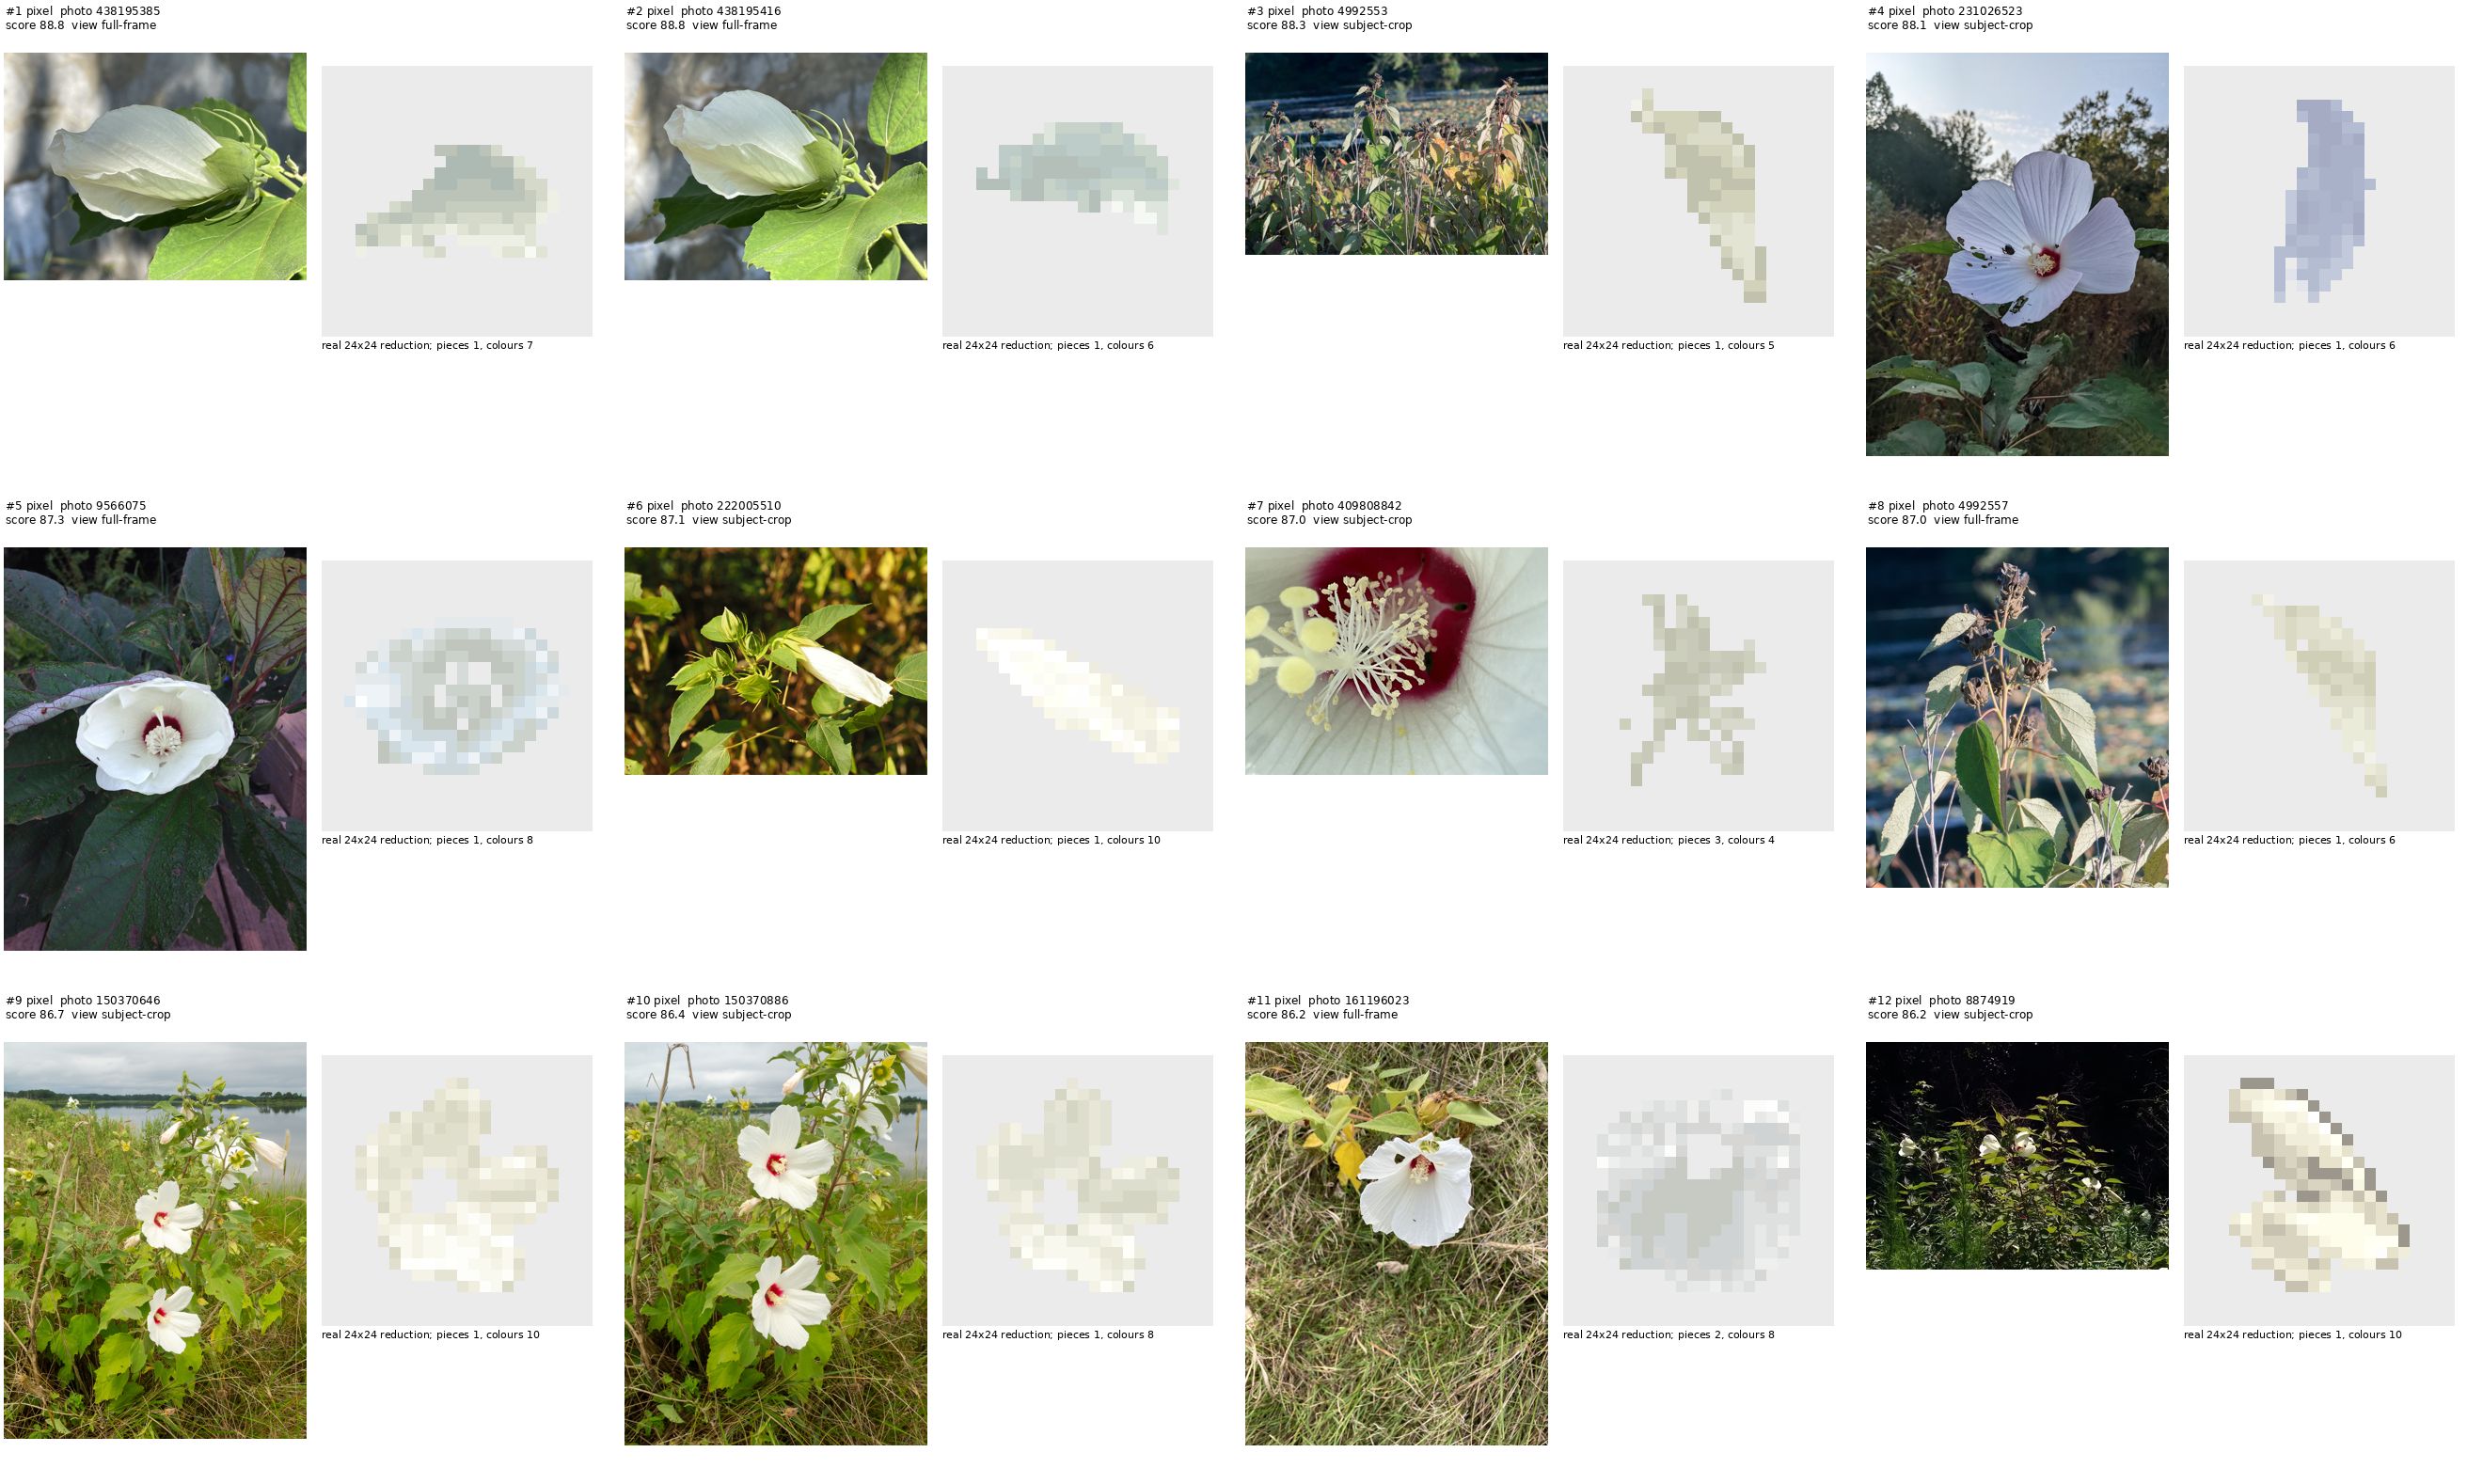 #1 pixel  photo 438195385
score 88.8  view full-frame
real 24x24 reduction; pieces 1, colours 7
#2 pixel  photo 438195416
score 88.8  view full-frame
real 24x24 reduction; pieces 1, colours 6
#3 pixel  photo 4992553
score 88.3  view subject-crop
real 24x24 reduction; pieces 1, colours 5
#4 pixel  photo 231026523
score 88.1  view subject-crop
real 24x24 reduction; pieces 1, colours 6
#5 pixel  photo 9566075
score 87.3  view full-frame
real 24x24 reduction; pieces 1, colours 8
#6 pixel  photo 222005510
score 87.1  view subject-crop
real 24x24 reduction; pieces 1, colours 10
#7 pixel  photo 409808842
score 87.0  view subject-crop
real 24x24 reduction; pieces 3, colours 4
#8 pixel  photo 4992557
score 87.0  view full-frame
real 24x24 reduction; pieces 1, colours 6
#9 pixel  photo 150370646
score 86.7  view subject-crop
real 24x24 reduction; pieces 1, colours 10
#10 pixel  photo 150370886
score 86.4  view subject-crop
real 24x24 reduction; pieces 1, colours 8
#11 pixel  photo 161196023
score 86.2  view full-frame
real 24x24 reduction; pieces 2, colours 8
#12 pixel  photo 8874919
score 86.2  view subject-crop
real 24x24 reduction; pieces 1, colours 10